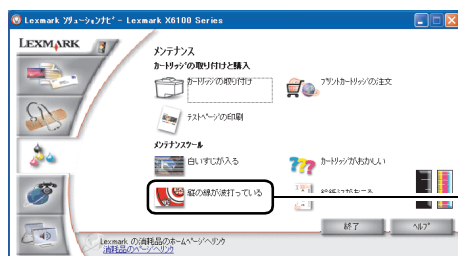 Lexmark ソリューションナビ - Lexmark X6100 Series
LEXMARK
メンテナンス
カートリッジの取り付けと購入
カートリッジの取り付け
プリントカートリッジの注文
テストページの印刷
メンテナンスツール
白いすじが入る
カートリッジがおかしい
縦の線が波打っている
終了
ヘルプ
Lexmark の消耗品のホームページへリンク
消耗品のページへリンク